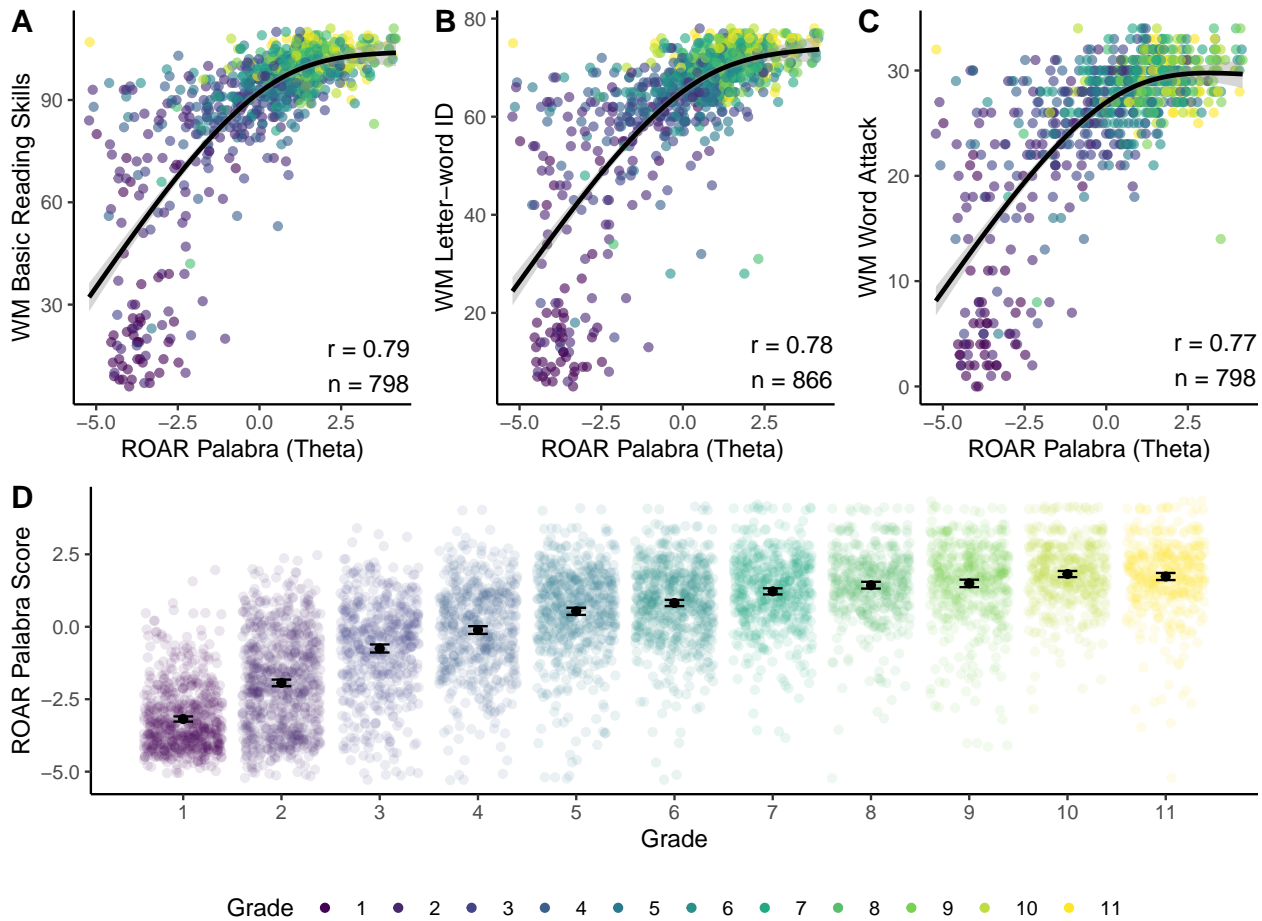 A
WM Basic Reading Skills
90
60
30
r = 0.79
n = 798
−5.0 −2.5 0.0 2.5
ROAR Palabra (Theta)
B
WM Letter−word ID
80
60
40
20
r = 0.78
n = 866
−5.0 −2.5 0.0 2.5
ROAR Palabra (Theta)
C
WM Word Attack
30
20
10
0
r = 0.77
n = 798
−5.0 −2.5 0.0 2.5
ROAR Palabra (Theta)
D
ROAR Palabra Score
2.5
0.0
−2.5
−5.0
1 2 3 4 5 6 7 8 9 10 11
Grade
Grade 1 2 3 4 5 6 7 8 9 10 11